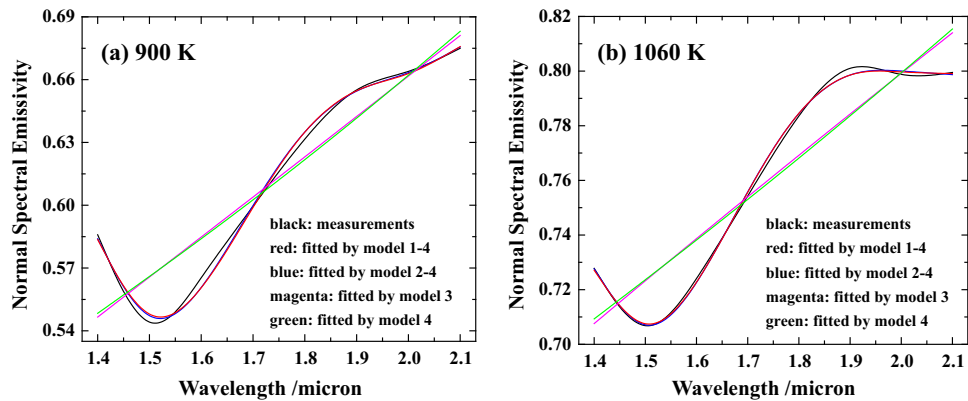 (a) 900 K
Normal Spectral Emissivity
0.69
0.66
0.63
0.60
0.57
0.54
black: measurements
red: fitted by model 1-4
blue: fitted by model 2-4
magenta: fitted by model 3
green: fitted by model 4
1.4 1.5 1.6 1.7 1.8 1.9 2.0 2.1
Wavelength /micron
(b) 1060 K
Normal Spectral Emissivity
0.82
0.80
0.78
0.76
0.74
0.72
0.70
black: measurements
red: fitted by model 1-4
blue: fitted by model 2-4
magenta: fitted by model 3
green: fitted by model 4
1.4 1.5 1.6 1.7 1.8 1.9 2.0 2.1
Wavelength /micron